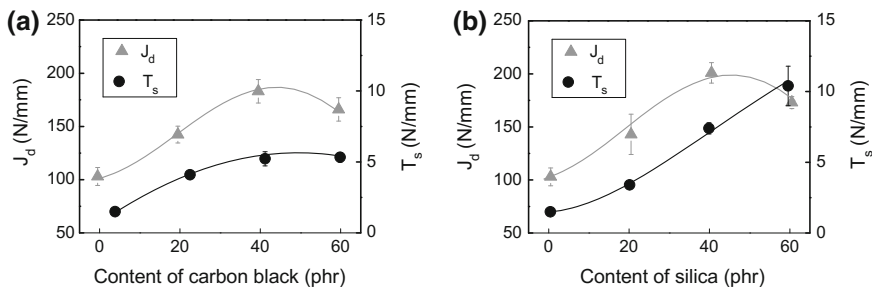 (a)
250
200
150
100
50
J_d (N/mm)
J_d
T_s
15
10
5
0
T_s (N/mm)
0 20 40 60
Content of carbon black (phr)
(b)
250
200
150
100
50
J_d (N/mm)
J_d
T_s
15
10
5
0
T_s (N/mm)
0 20 40 60
Content of silica (phr)